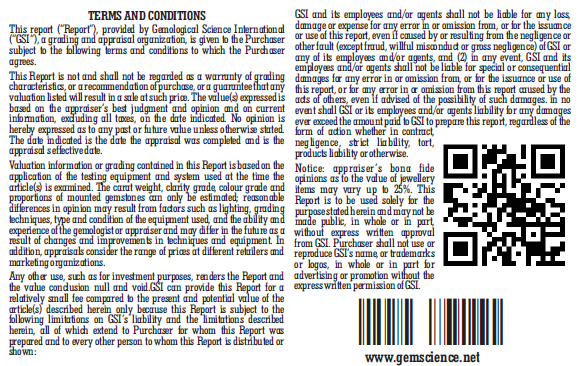 TERMS AND CONDITIONS
This report ("Report"), provided by Gemological Science International
("GSI"), a grading and appraisal organization, is given to the Purchaser
subject to the following terms and conditions to which the Purchaser
agrees.
This Report is not and shall not be regarded as a warranty of grading
characteristics, or a recommendation of purchase, or a guarantee that any
valuation listed will result in a sale at such price. The value(s) expressed is
based on the appraiser's best judgment and opinion and on current
information, excluding all taxes, on the date indicated. No opinion is
hereby expressed as to any past or future value unless otherwise stated.
The date indicated is the date the appraisal was completed and is the
appraisal seffective date.
Valuation information or grading contained in this Report is based on the
application of the testing equipment and system used at the time the
article(s) is examined. The carat weight, clarity grade, colour grade and
proportions of mounted gemstones can only be estimated; reasonable
differences in opinion may result from factors such as lighting, grading
techniques, type and condition of the equipment used, and the ability and
experience of the gemologist or appraiser and may differ in the future as a
result of changes and improvements in techniques and equipment. In
addition, appraisals consider the range of prices at different retailers and
marketing organizations.
Any other use, such as for investment purposes, renders the Report and
the value conclusion null and void.GSI can provide this Report for a
relatively small fee compared to the present and potential value of the
article(s) described herein only because this Report is subject to the
following limitations on GSI's liability and the limitations described
herein, all of which extend to Purchaser for whom this Report was
prepared and to every other person to whom this Report is distributed or
shown:
GSI and its employees and/or agents shall not be liable for any loss,
damage or expense for any error in or omission from, or for the issuance
or use of this report, even if caused by or resulting from the negligence or
other fault (except fraud, willful misconduct or gross negligence) of GSI or
any of its employees and/or agents, and (2) in any event, GSI and its
employees and/or agents shall not be liable for special or consequential
damages for any error in or omission from, or for the issuance or use of
this report, or for any error in or omission from this report caused by the
acts of others, even if advised of the possibility of such damages. in no
event shall GSI or its employees and/or agents liability for any damages
ever exceed the amount paid to GSI to prepare this report, regardless of the
form of action whether in contract,
negligence, strict liability, tort,
products liability or otherwise.
Notice: appraiser's bona fide
opinions as to the value of jewellery
items may vary up to 25%. This
Report is to be used solely for the
purpose stated herein and may not be
made public, in whole or in part,
without express written approval
from GSI. Purchaser shall not use or
reproduce GSI's name, or trademarks
or logos, in whole or in part for
advertising or promotion without the
express written permission of GSI.
www.gemscience.net